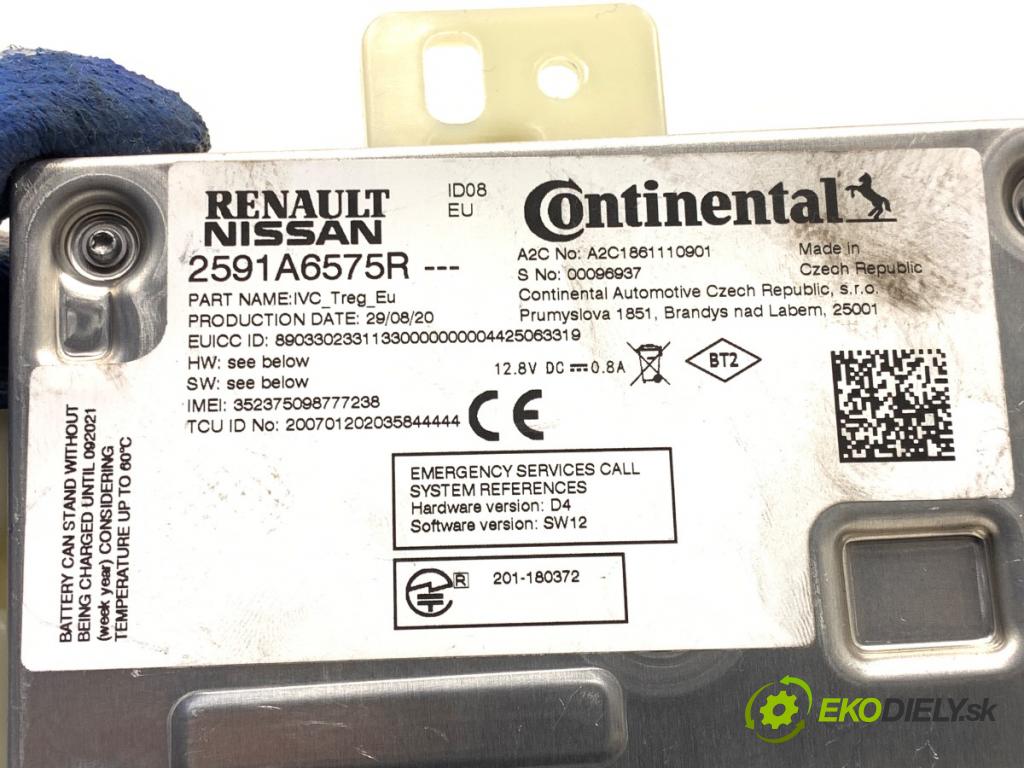 RENAULT
NISSAN
ID08
EU
Continental
2591A6575R ---
A2C No: A2C1861110901
S No: 00096937
Made in
Czech Republic
Continental Automotive Czech Republic, s.r.o.
Prumyslova 1851, Brandys nad Labem, 25001
PART NAME:IVC_Treg_Eu
PRODUCTION DATE: 29/08/20
EUICC ID: 89033023311330000000004425063319
HW: see below
SW: see below
12.8V DC 0.8A
BT2
IMEI: 352375098777238
TCU ID No: 200701202035844444
CE
BATTERY CAN STAND WITHOUT
BEING CHARGED UNTIL 092021
(week year) CONSIDERING
TEMPERATURE UP TO 60°C
EMERGENCY SERVICES CALL
SYSTEM REFERENCES
Hardware version: D4
Software version: SW12
R 201-180372
EKODIELY.sk